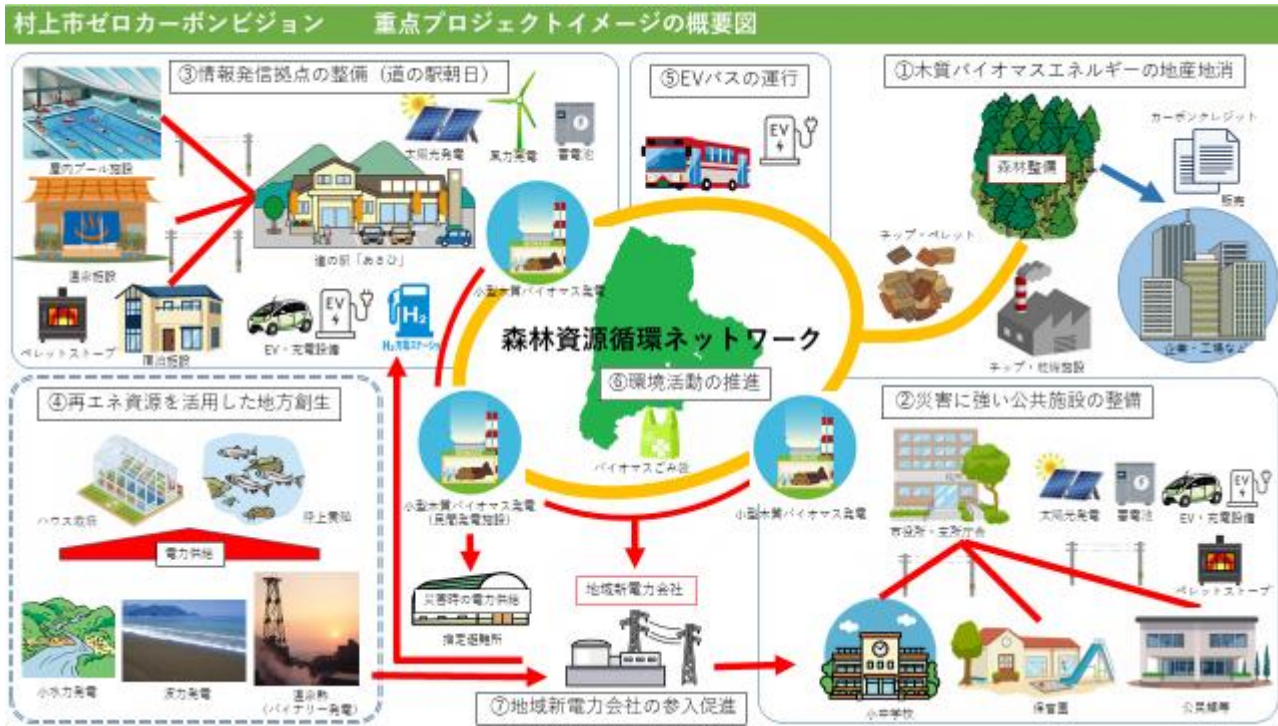 村上市ゼロカーボンビジョン 重点プロジェクトイメージの概要図
③情報発信拠点の整備（道の駅朝日）
屋内プール施設
太陽光発電
風力発電
蓄電池
温泉施設
道の駅「あさひ」
小型木質バイオマス発電
ペレットストーブ
宿泊施設
EV
EV・充電設備
H₂
H₂充電ステーション
⑤EVバスの運行
EV
①木質バイオマスエネルギーの地産地消
カーボンクレジット
森林整備
販売
チップ・ペレット
企業・工場など
チップ・乾燥施設
森林資源循環ネットワーク
⑥環境活動の推進
バイオマスごみ袋
小型木質バイオマス発電
（民間発電施設）
小型木質バイオマス発電
④再エネ資源を活用した地方創生
ハウス栽培
陸上養殖
電力供給
小水力発電
波力発電
温泉熱
（バイナリー発電）
災害時の電力供給
指定避難所
地域新電力会社
⑦地域新電力会社の参入促進
②災害に強い公共施設の整備
市役所・支所庁舎
太陽光発電
蓄電池
EV
EV・充電設備
ペレットストーブ
小中学校
保育園
公民館等